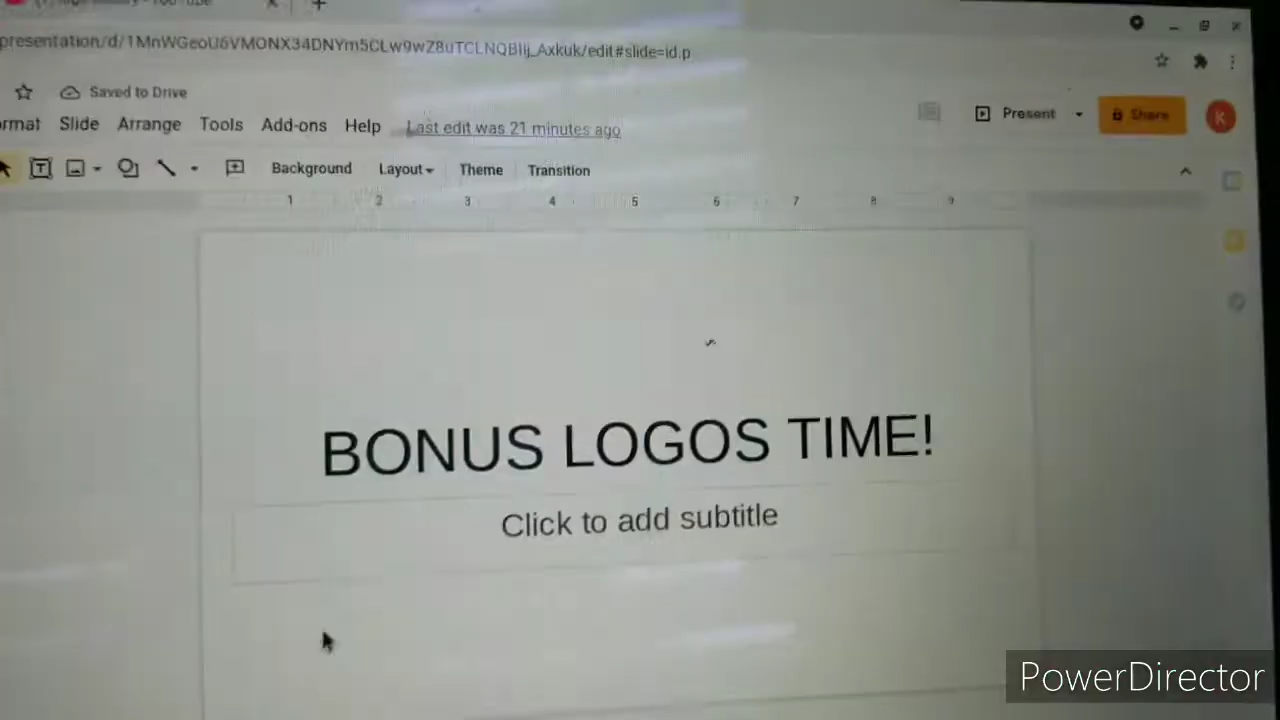 presentation/d/1MnWGeoU6VMONX34DNYm5CLw9wZ8uTCLNQBIij_Axkuk/edit#slide=id.p
Saved to Drive
rmat Slide Arrange Tools Add-ons Help Last edit was 21 minutes ago
Present Share K
Background Layout Theme Transition
1 2 3 4 5 6 7 8 9
BONUS LOGOS TIME!
Click to add subtitle
PowerDirector